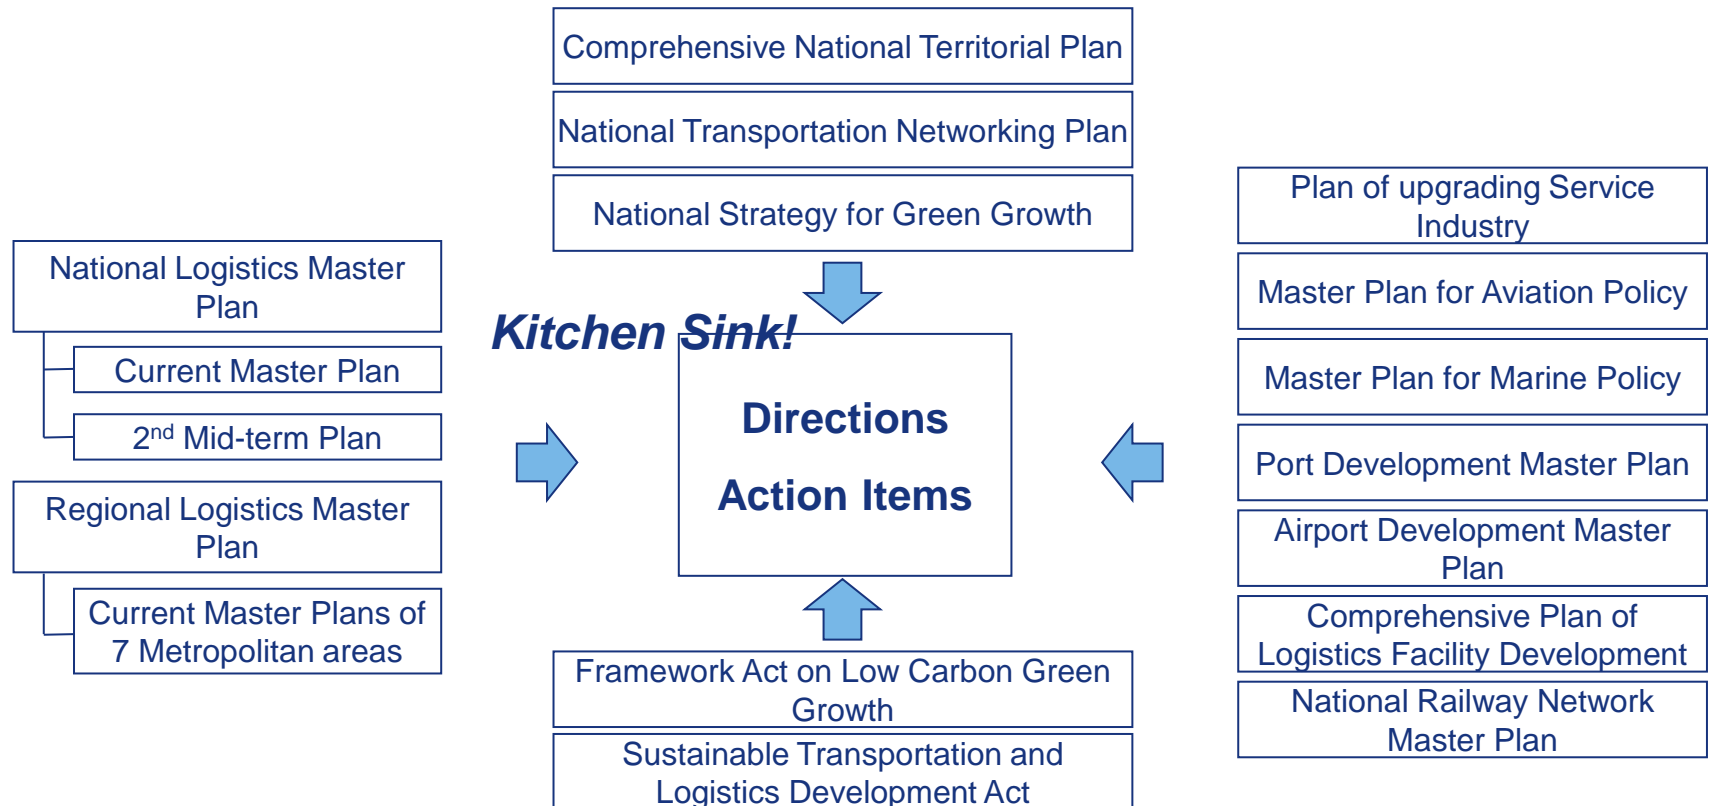 Comprehensive National Territorial Plan
National Transportation Networking Plan
National Strategy for Green Growth
National Logistics Master
Plan
Current Master Plan
2nd Mid-term Plan
Regional Logistics Master
Plan
Current Master Plans of
7 Metropolitan areas
Kitchen Sink!
Directions
Action Items
Framework Act on Low Carbon Green
Growth
Sustainable Transportation and
Logistics Development Act
Plan of upgrading Service
Industry
Master Plan for Aviation Policy
Master Plan for Marine Policy
Port Development Master Plan
Airport Development Master
Plan
Comprehensive Plan of
Logistics Facility Development
National Railway Network
Master Plan